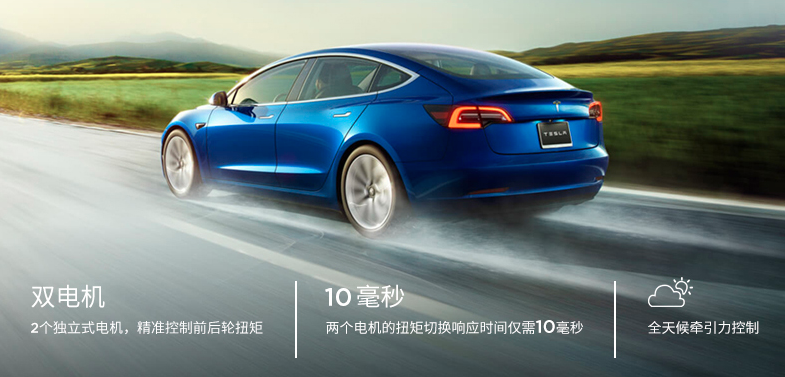 TESLA
双电机
2个独立式电机，精准控制前后轮扭矩
10毫秒
两个电机的扭矩切换响应时间仅需10毫秒
全天候牵引力控制